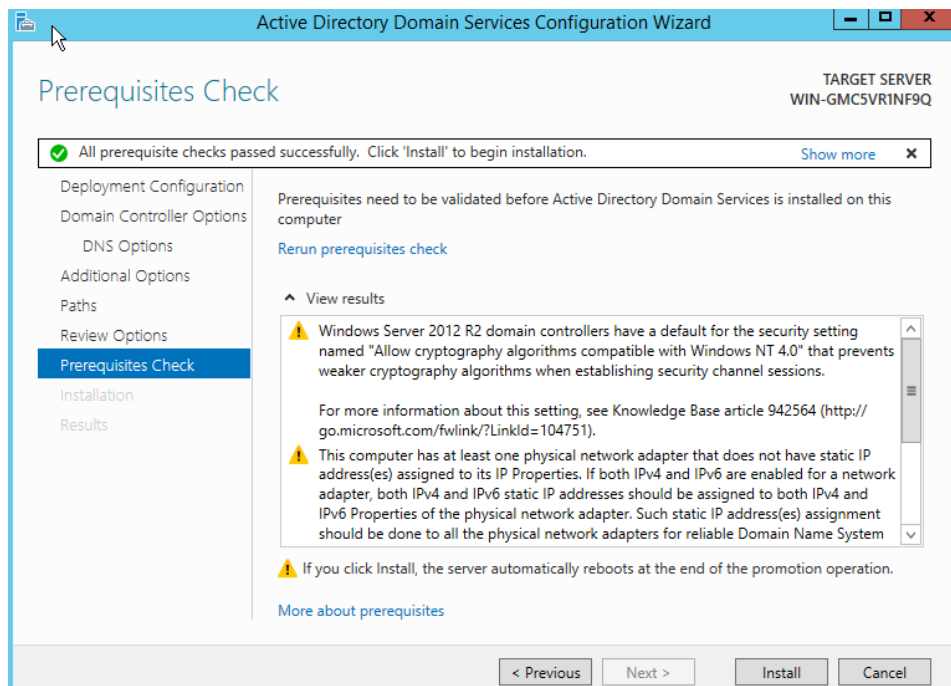 Active Directory Domain Services Configuration Wizard
Prerequisites Check
TARGET SERVER
WIN-GMC5VR1NF9Q
All prerequisite checks passed successfully. Click 'Install' to begin installation.
Show more
Deployment Configuration
Domain Controller Options
DNS Options
Additional Options
Paths
Review Options
Prerequisites Check
Installation
Results
Prerequisites need to be validated before Active Directory Domain Services is installed on this
computer
Rerun prerequisites check
View results
Windows Server 2012 R2 domain controllers have a default for the security setting
named "Allow cryptography algorithms compatible with Windows NT 4.0" that prevents
weaker cryptography algorithms when establishing security channel sessions.
For more information about this setting, see Knowledge Base article 942564 (http://
go.microsoft.com/fwlink/?LinkId=104751).
This computer has at least one physical network adapter that does not have static IP
address(es) assigned to its IP Properties. If both IPv4 and IPv6 are enabled for a network
adapter, both IPv4 and IPv6 static IP addresses should be assigned to both IPv4 and
IPv6 Properties of the physical network adapter. Such static IP address(es) assignment
should be done to all the physical network adapters for reliable Domain Name System
If you click Install, the server automatically reboots at the end of the promotion operation.
More about prerequisites
< Previous
Next >
Install
Cancel